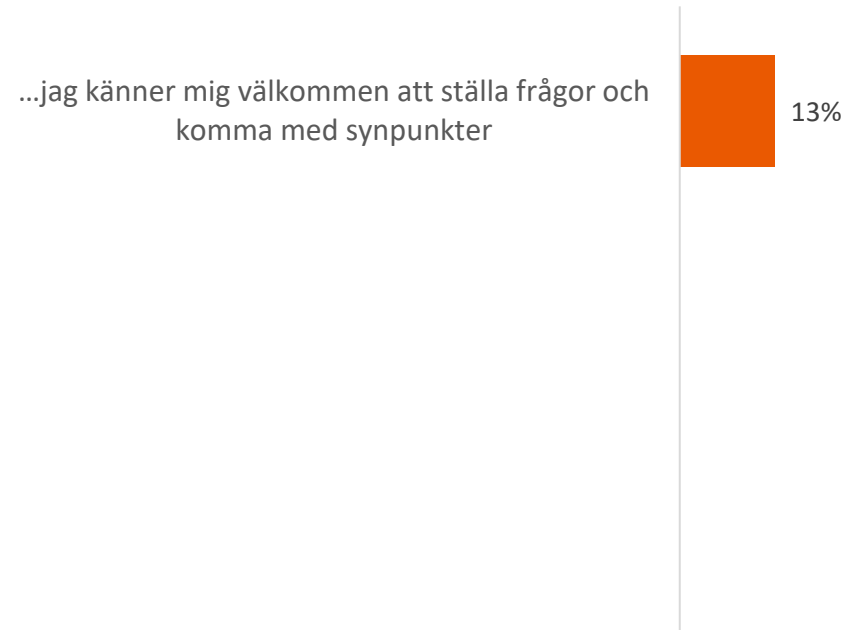 …jag känner mig välkommen att ställa frågor och
komma med synpunkter
13%